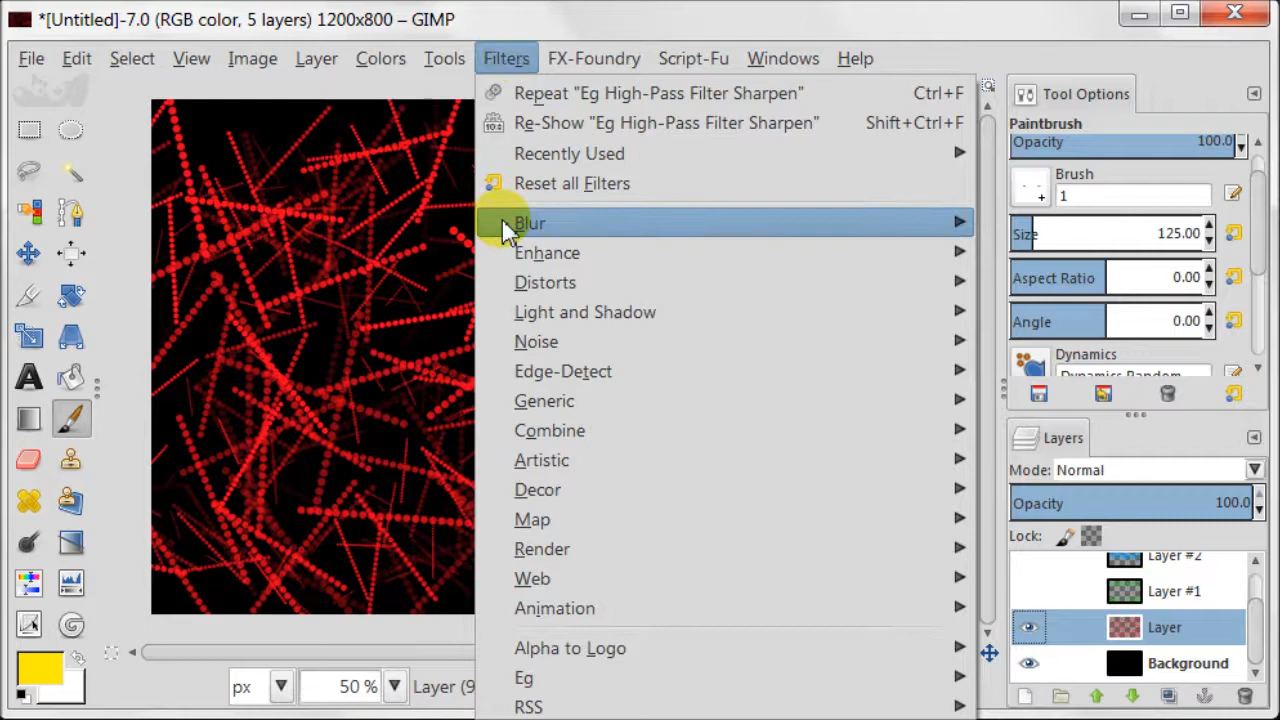 *[Untitled]-7.0 (RGB color, 5 layers) 1200x800 – GIMP
File Edit Select View Image Layer Colors Tools Filters FX-Foundry Script-Fu Windows Help
Repeat "Eg High-Pass Filter Sharpen" Ctrl+F
Re-Show "Eg High-Pass Filter Sharpen" Shift+Ctrl+F
Recently Used
Reset all Filters
Blur
Enhance
Distorts
Light and Shadow
Noise
Edge-Detect
Generic
Combine
Artistic
Decor
Map
Render
Web
Animation
Alpha to Logo
Eg
RSS
px
50 %
Layer (9
Tool Options
Paintbrush
Opacity 100.0
Brush
1
Size 125.00
Aspect Ratio 0.00
Angle 0.00
Dynamics
Dynamics Random
Layers
Mode: Normal
Opacity 100.0
Lock:
Layer #2
Layer #1
Layer
Background